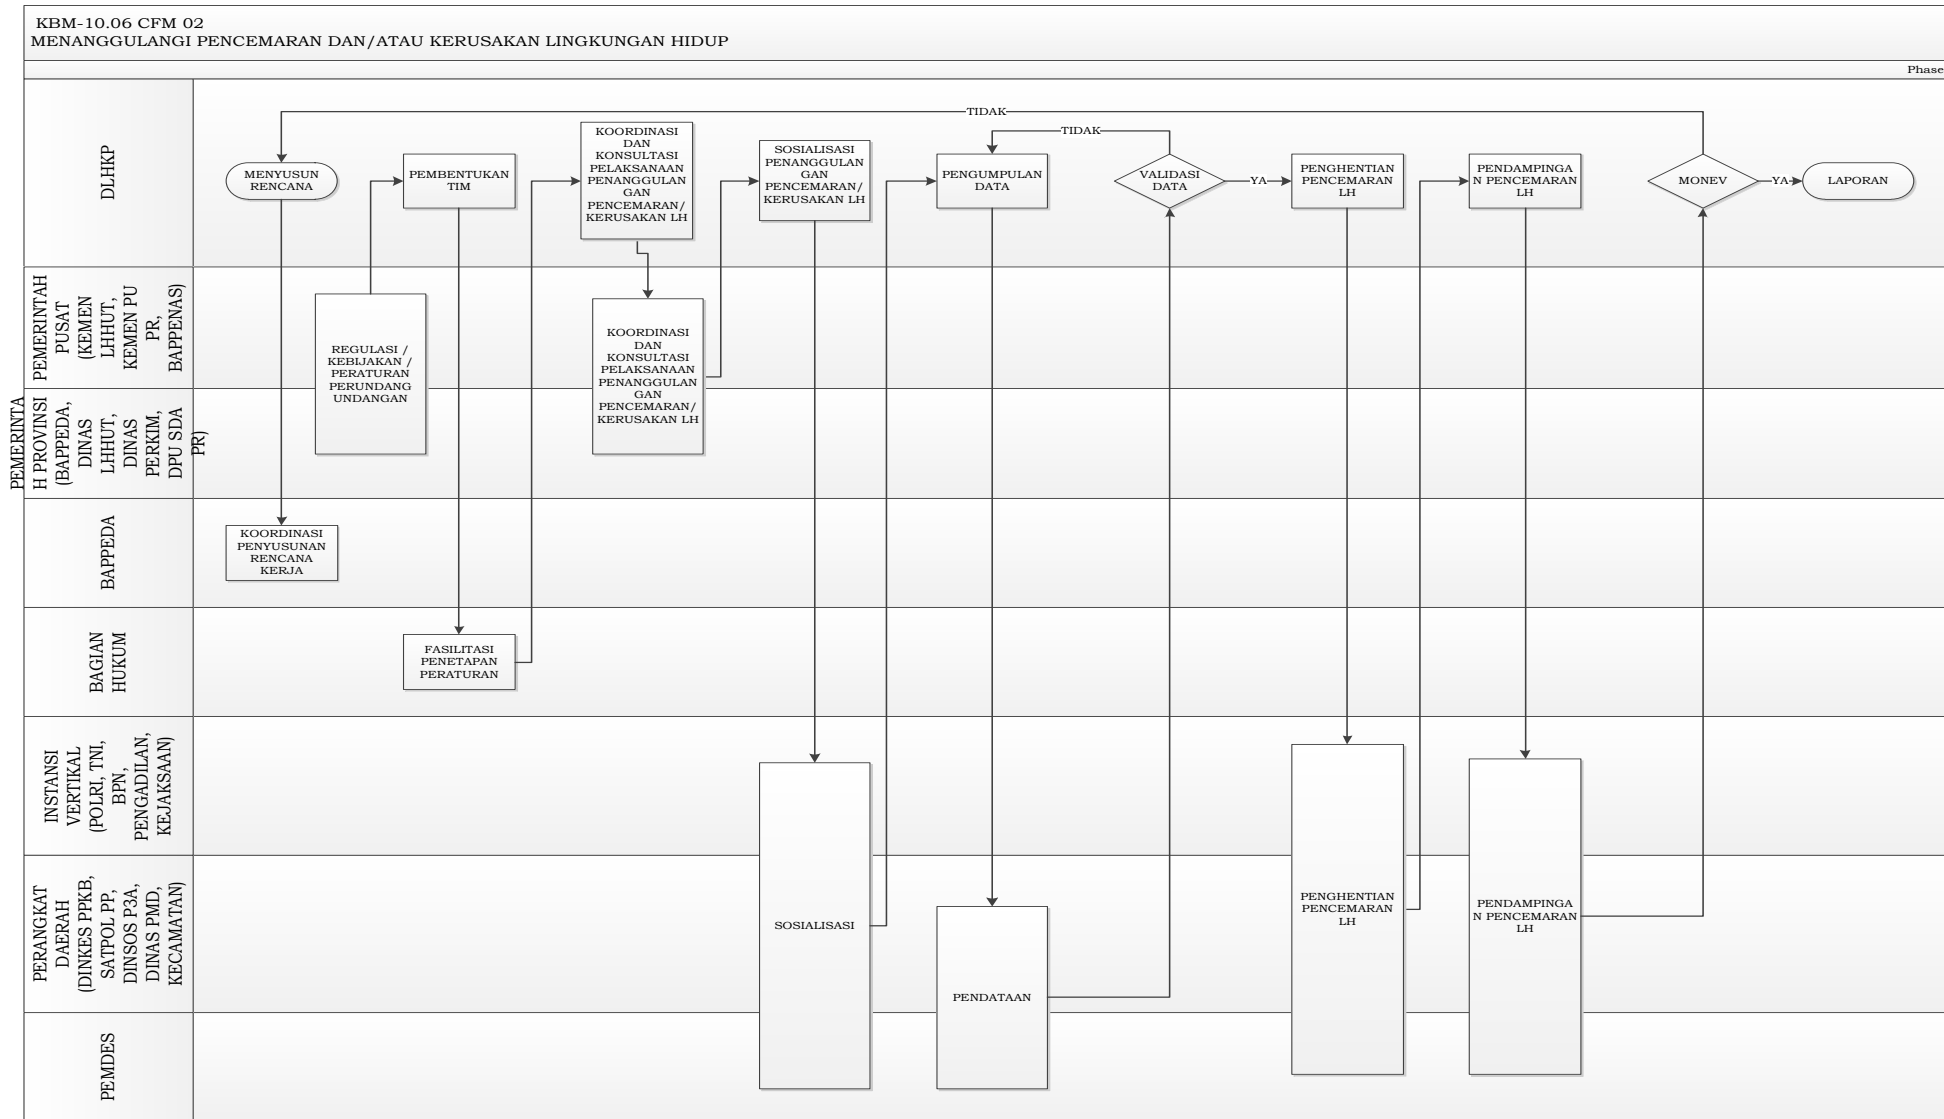 KBM-10.06 CFM 02
MENANGGULANGI PENCEMARAN DAN/ATAU KERUSAKAN LINGKUNGAN HIDUP
Phase
DLHKP
TIDAK
TIDAK
MENYUSUN
RENCANA
PEMBENTUKAN
TIM
KOORDINASI
DAN
KONSULTASI
PELAKSANAAN
PENANGGULAN
GAN
PENCEMARAN/
KERUSAKAN LH
SOSIALISASI
PENANGGULAN
GAN
PENCEMARAN/
KERUSAKAN LH
PENGUMPULAN
DATA
VALIDASI
DATA
YA
PENGHENTIAN
PENCEMARAN
LH
PENDAMPINGA
N PENCEMARAN
LH
MONEV
YA
LAPORAN
PEMERINTAH
PUSAT
(KEMEN
LHHUT,
KEMEN PU
PR,
BAPPENAS)
REGULASI /
KEBIJAKAN /
PERATURAN
PERUNDANG
UNDANGAN
KOORDINASI
DAN
KONSULTASI
PELAKSANAAN
PENANGGULAN
GAN
PENCEMARAN/
KERUSAKAN LH
PEMERINTA
H PROVINSI
(BAPPEDA,
DINAS
LHHUT,
DINAS
PERKIM,
DPU SDA
PR)
BAPPEDA
KOORDINASI
PENYUSUNAN
RENCANA
KERJA
BAGIAN
HUKUM
FASILITASI
PENETAPAN
PERATURAN
INSTANSI
VERTIKAL
(POLRI, TNI,
BPN,
PENGADILAN,
KEJAKSAAN)
PERANGKAT
DAERAH
(DINKES PPKB,
SATPOL PP,
DINSOS P3A,
DINAS PMD,
KECAMATAN)
SOSIALISASI
PENDATAAN
PENGHENTIAN
PENCEMARAN
LH
PENDAMPINGA
N PENCEMARAN
LH
PEMDES